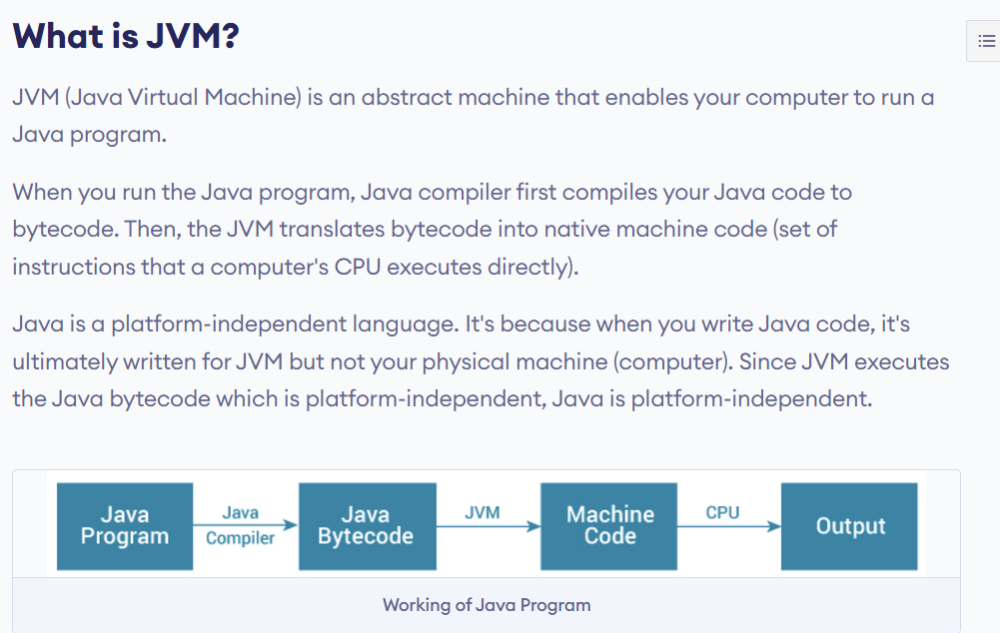 What is JVM?
JVM (Java Virtual Machine) is an abstract machine that enables your computer to run a
Java program.
When you run the Java program, Java compiler first compiles your Java code to
bytecode. Then, the JVM translates bytecode into native machine code (set of
instructions that a computer's CPU executes directly).
Java is a platform-independent language. It's because when you write Java code, it's
ultimately written for JVM but not your physical machine (computer). Since JVM executes
the Java bytecode which is platform-independent, Java is platform-independent.
Java
Program
Java
Compiler
Java
Bytecode
JVM
Machine
Code
CPU
Output
Working of Java Program